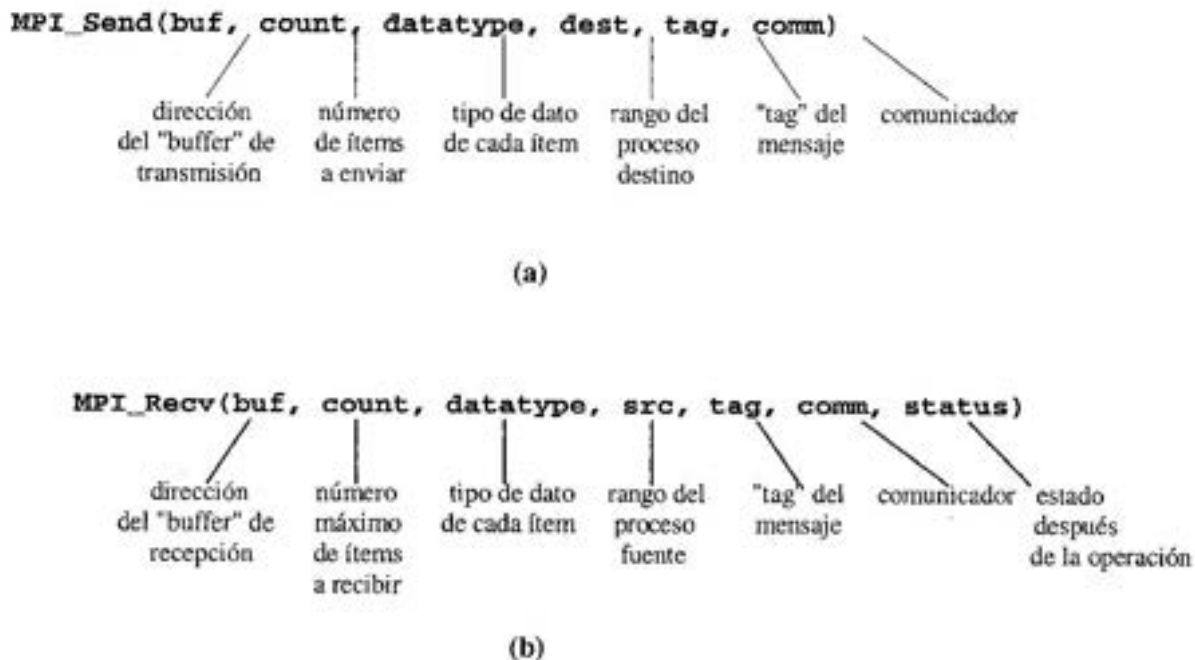 MPI_Send(buf, count, datatype, dest, tag, comm)
dirección
del "buffer" de
transmisión
número
de ítems
a enviar
tipo de dato
de cada ítem
rango del
proceso
destino
"tag" del
mensaje
comunicador
(a)
MPI_Recv(buf, count, datatype, src, tag, comm, status)
dirección
del "buffer" de
recepción
número
máximo
de ítems
a recibir
tipo de dato
de cada ítem
rango del
proceso
fuente
"tag" del
mensaje
comunicador
estado
después
de la operación
(b)